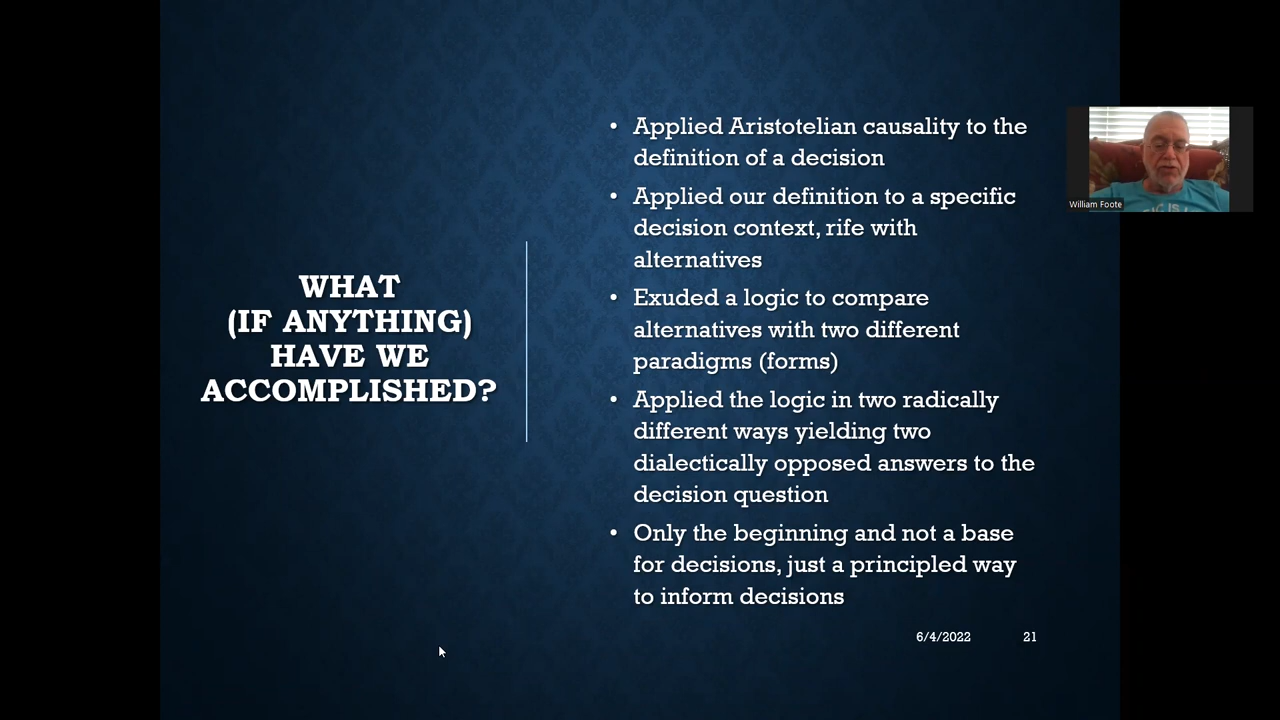 WHAT
(IF ANYTHING)
HAVE WE
ACCOMPLISHED?
• Applied Aristotelian causality to the
definition of a decision
• Applied our definition to a specific
decision context, rife with
alternatives
• Exuded a logic to compare
alternatives with two different
paradigms (forms)
• Applied the logic in two radically
different ways yielding two
dialectically opposed answers to the
decision question
• Only the beginning and not a base
for decisions, just a principled way
to inform decisions
6/4/2022 21
William Foote